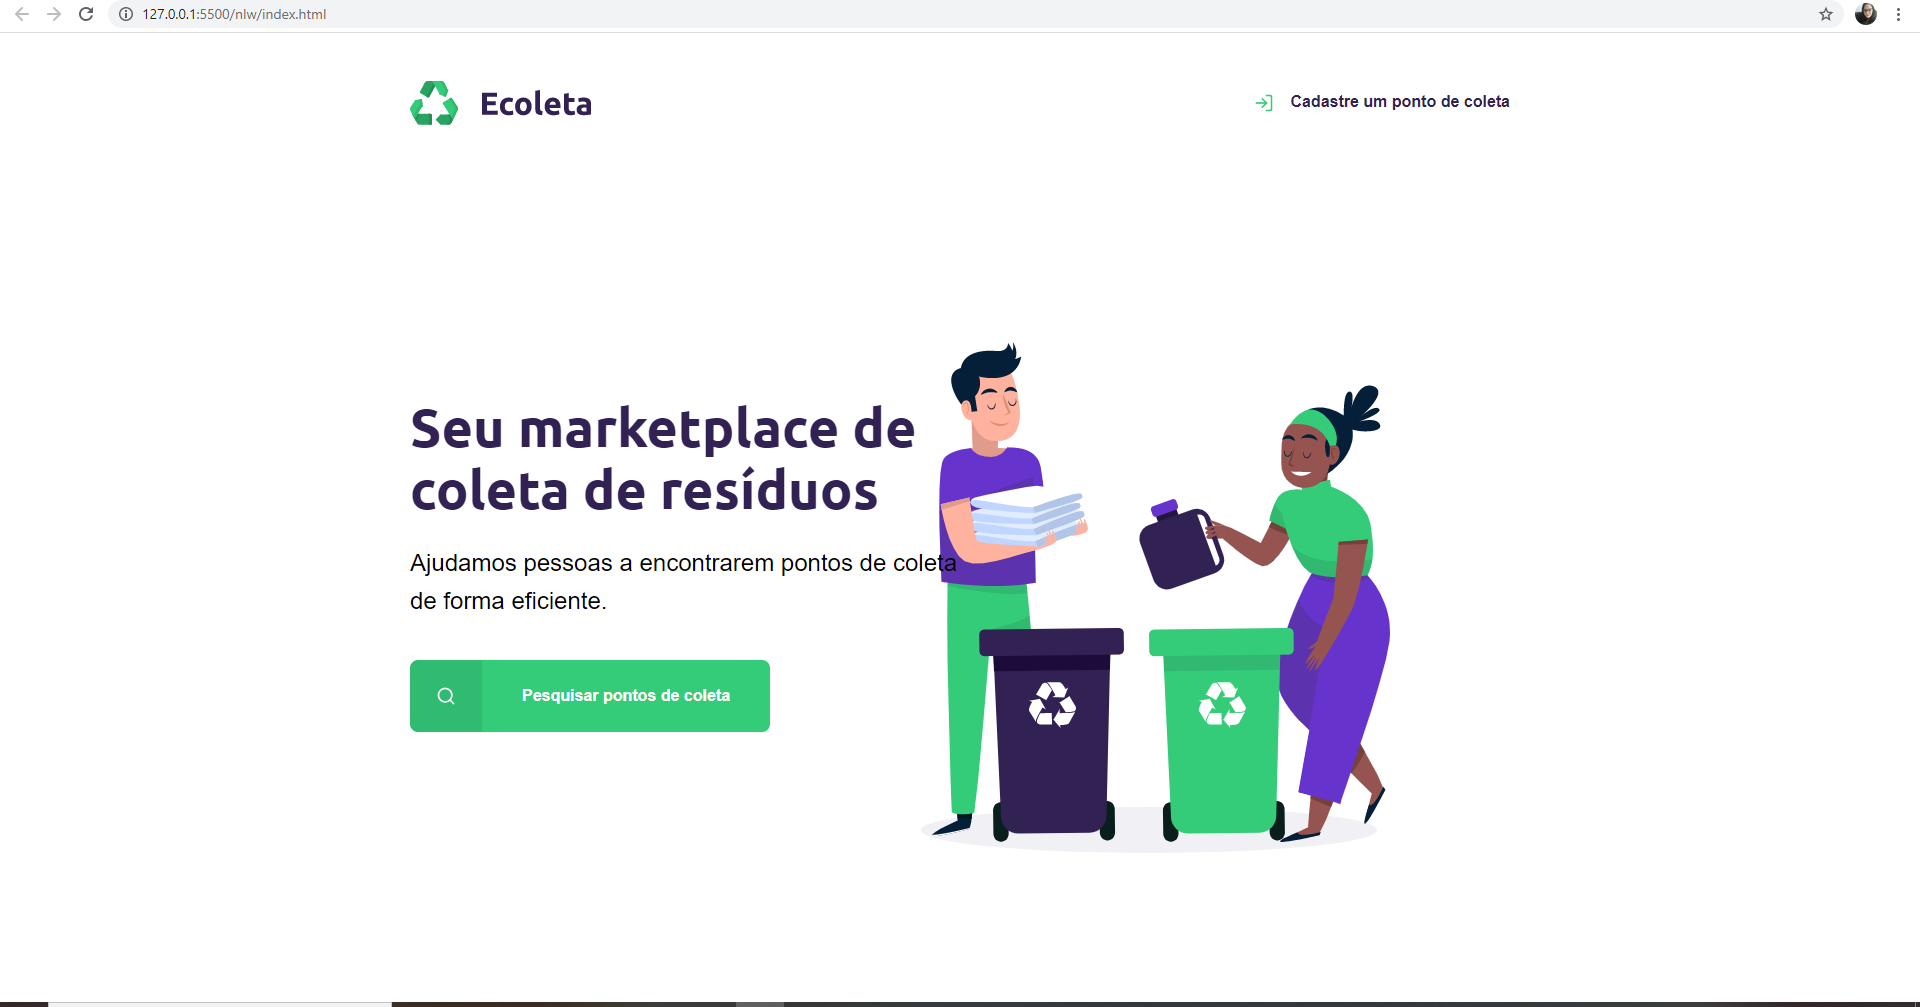 127.0.0.1:5500/nlw/index.html
Ecoleta
Cadastre um ponto de coleta
Seu marketplace de
coleta de resíduos
Ajudamos pessoas a encontrarem pontos de coleta
de forma eficiente.
Pesquisar pontos de coleta